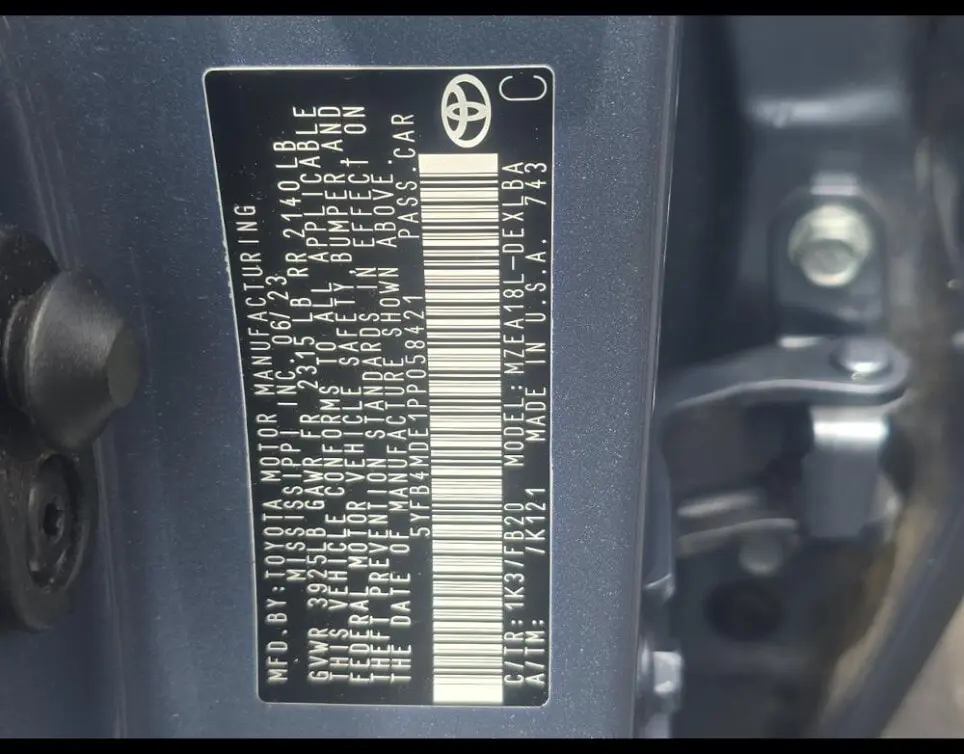 MFD.BY:TOYOTA MOTOR MANUFACTURING
MISSISSIPPI INC. 06/23
GVWR 3925LB GAWR FR 2315 LB RR 2140LB
THIS VEHICLE CONFORMS TO ALL APPLICABLE
FEDERAL MOTOR VEHICLE SAFETY, BUMPER, AND
THEFT PREVENTION STANDARDS IN EFFECT ON
THE DATE OF MANUFACTURE SHOWN ABOVE.
5YFB4MDE1PP058421 PASS.CAR
C/TR: 1K3/FB20 MODEL: MZEA18L-DEXLBA
A/TM: /K121 MADE IN U.S.A. 743
C